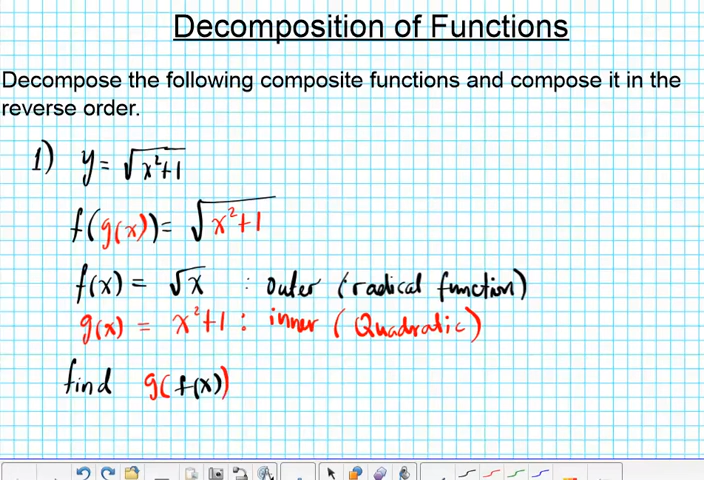 Decomposition of Functions
Decompose the following composite functions and compose it in the
reverse order.
1) y = √x²+1
f(g(x)) = √x²+1
f(x) = √x : outer (radical function)
g(x) = x²+1 : inner (Quadratic)
find g(f(x))